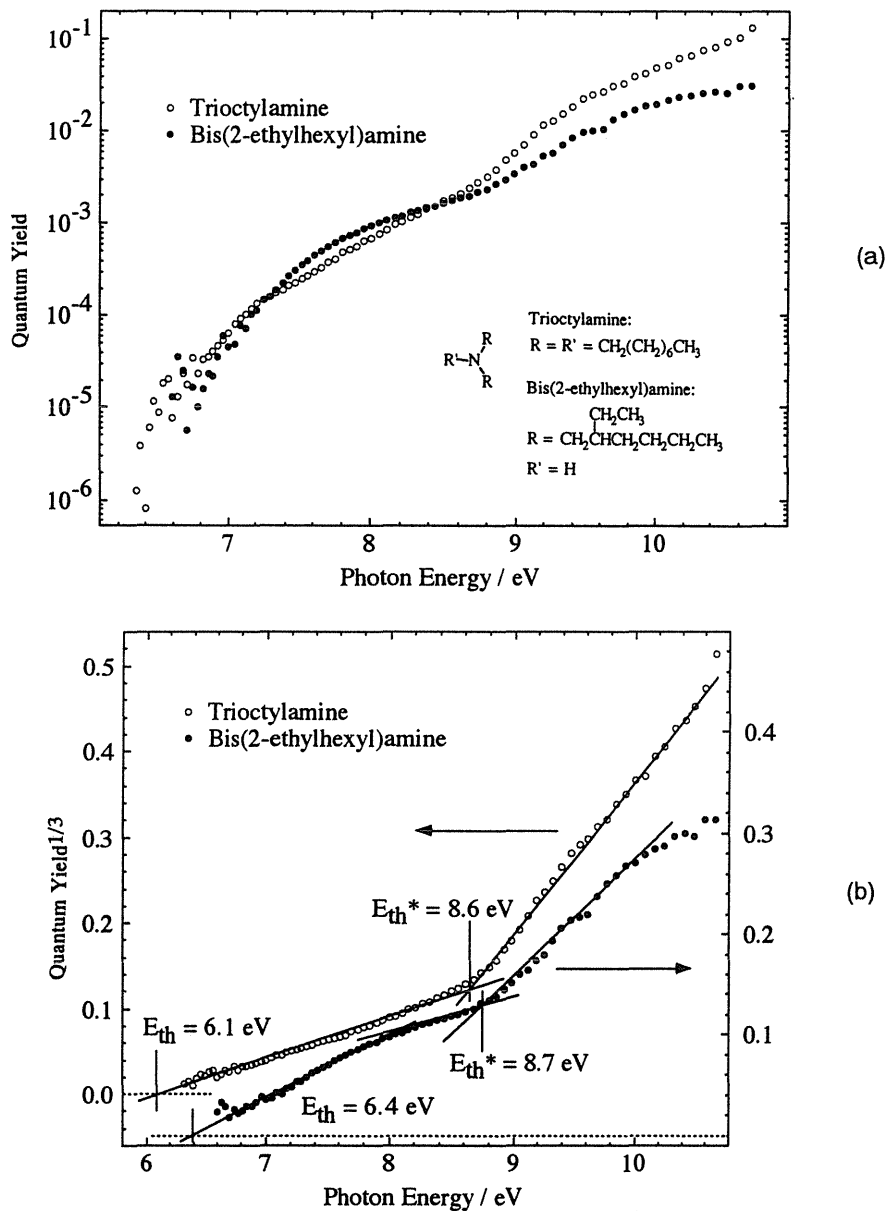 10-1
10-2
10-3
10-4
10-5
10-6
Quantum Yield
○ Trioctylamine
● Bis(2-ethylhexyl)amine
R
R'-N
R
Trioctylamine:
R = R' = CH2(CH2)6CH3
Bis(2-ethylhexyl)amine:
CH2CH3
R = CH2CHCH2CH2CH2CH3
R' = H
7 8 9 10
Photon Energy / eV
(a)
0.5
0.4
0.3
0.2
0.1
0.0
Quantum Yield1/3
○ Trioctylamine
● Bis(2-ethylhexyl)amine
0.4
0.3
0.2
0.1
Eth* = 8.6 eV
Eth = 6.1 eV
Eth* = 8.7 eV
Eth = 6.4 eV
6 7 8 9 10
Photon Energy / eV
(b)